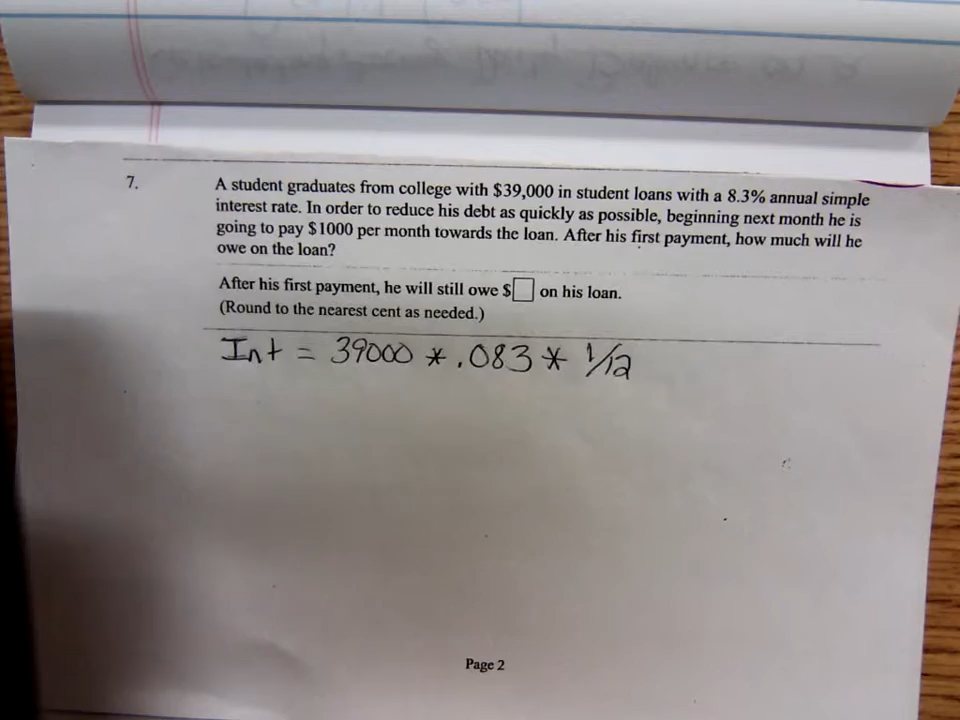 7.
A student graduates from college with $39,000 in student loans with a 8.3% annual simple
interest rate. In order to reduce his debt as quickly as possible, beginning next month he is
going to pay $1000 per month towards the loan. After his first payment, how much will he
owe on the loan?
After his first payment, he will still owe $ on his loan.
(Round to the nearest cent as needed.)
Int = 39000 * .083 * 1/12
Page 2